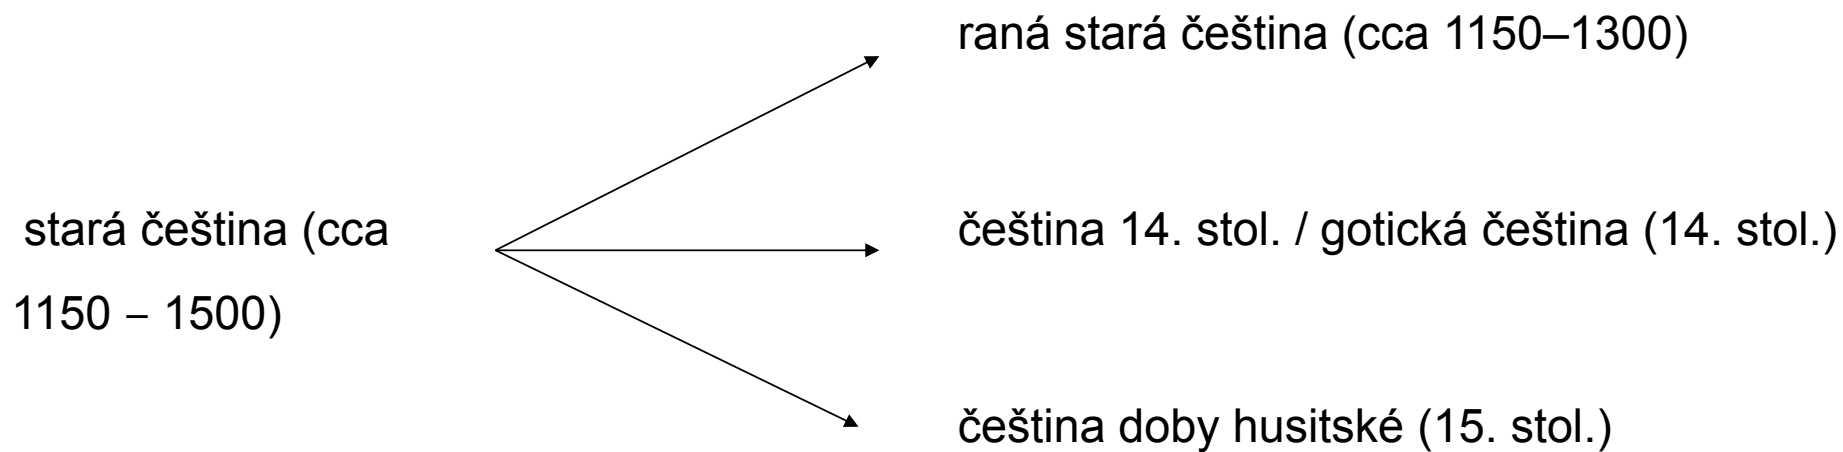 raná stará čeština (cca 1150–1300)
stará čeština (cca
1150 – 1500)
čeština 14. stol. / gotická čeština (14. stol.)
čeština doby husitské (15. stol.)